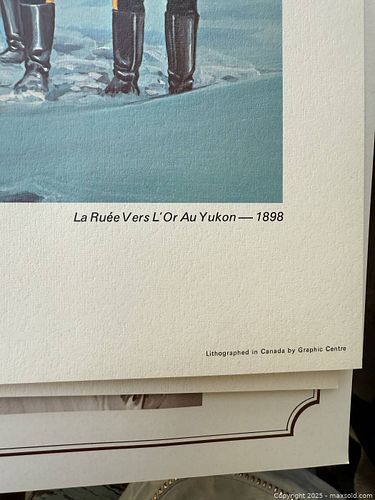 La Ruée Vers L'Or Au Yukon — 1898
Lithographed in Canada by Graphic Centre
Copyright 2025 - maxsold.com